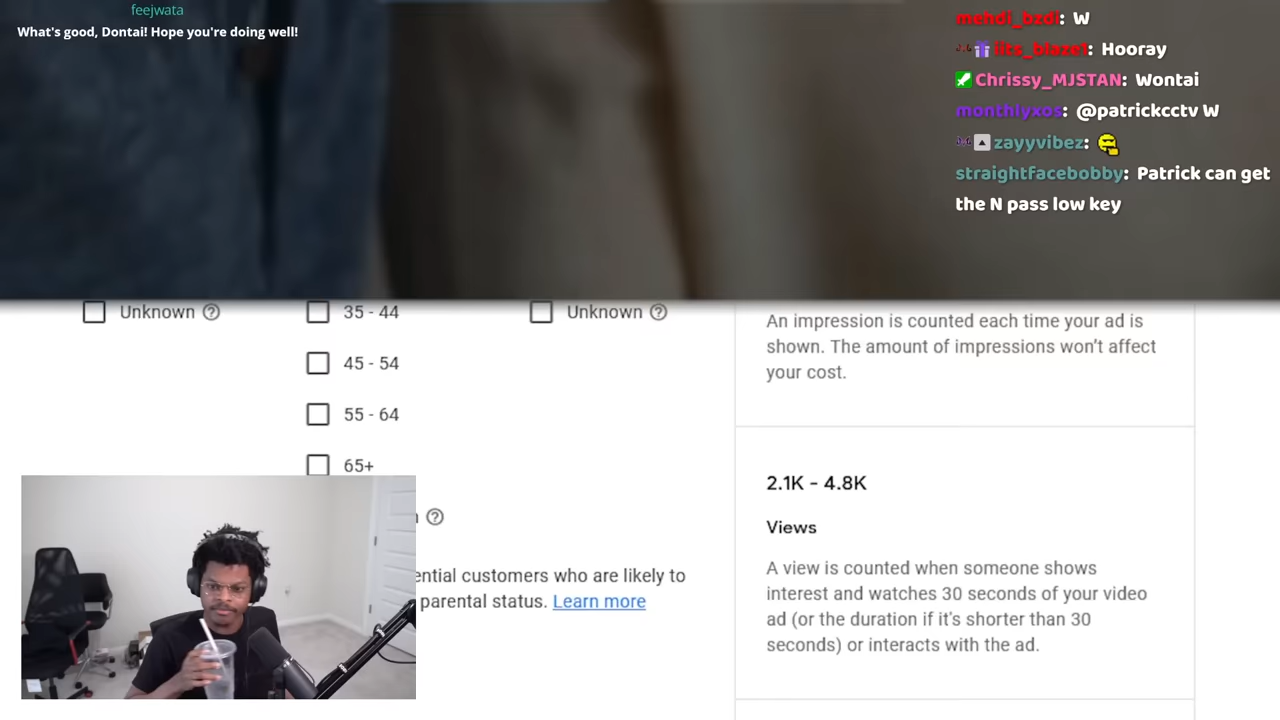 feejwata
What's good, Dontai! Hope you're doing well!
mehdi_bzdl: W
iits_blaze1: Hooray
Chrissy_MJSTAN: Wontai
monthlyxos: @patrickcctv W
zayyvibez:
straightfacebobby: Patrick can get
the N pass low key
Unknown
35 - 44
Unknown
45 - 54
55 - 64
65+
ential customers who are likely to
parental status. Learn more
An impression is counted each time your ad is
shown. The amount of impressions won't affect
your cost.
2.1K - 4.8K
Views
A view is counted when someone shows
interest and watches 30 seconds of your video
ad (or the duration if it's shorter than 30
seconds) or interacts with the ad.